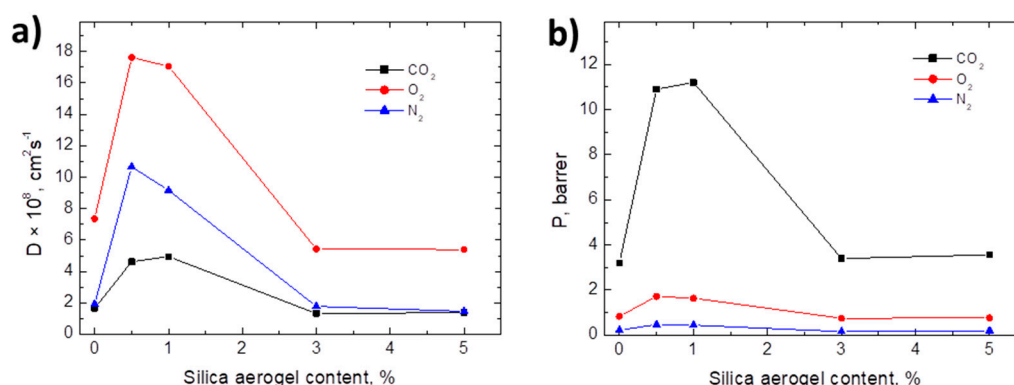 a)
D × 10⁸, cm²s⁻¹
18
16
14
12
10
8
6
4
2
0
CO₂
O₂
N₂
0 1 2 3 4 5
Silica aerogel content, %
b)
P, barrer
12
10
8
6
4
2
0
CO₂
O₂
N₂
0 1 2 3 4 5
Silica aerogel content, %